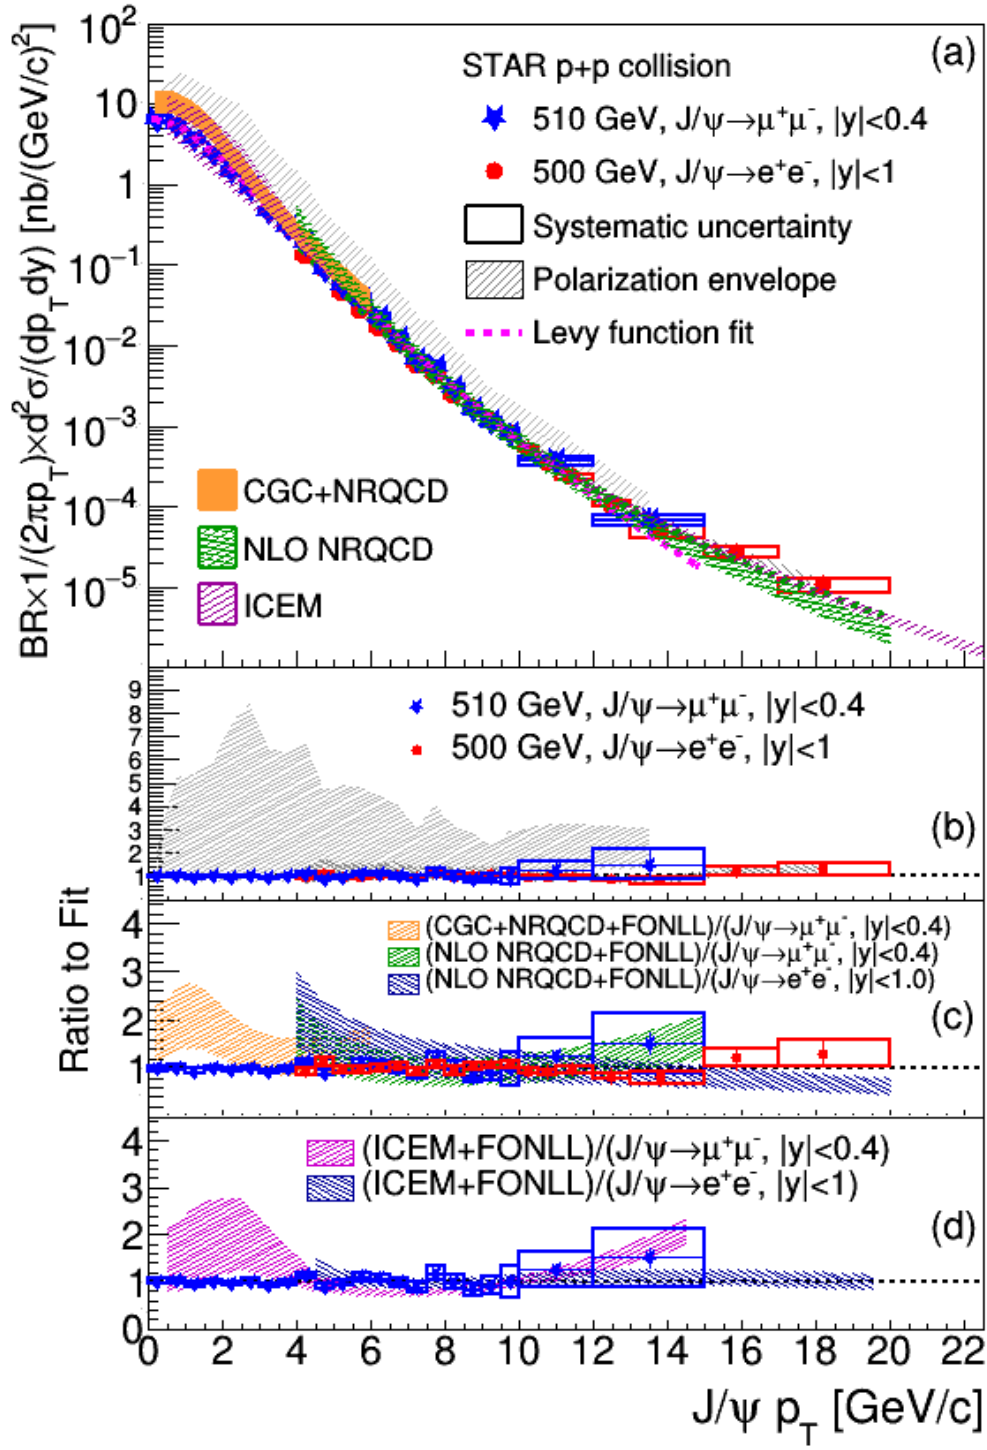 BR×1/(2πp_T)×d²σ/(dp_Tdy) [nb/(GeV/c)²]
10²
10
1
10⁻¹
10⁻²
10⁻³
10⁻⁴
10⁻⁵
(a)
STAR p+p collision
510 GeV, J/ψ→μ⁺μ⁻, |y|<0.4
500 GeV, J/ψ→e⁺e⁻, |y|<1
Systematic uncertainty
Polarization envelope
Levy function fit
CGC+NRQCD
NLO NRQCD
ICEM
Ratio to Fit
9
8
7
6
5
4
3
2
1
510 GeV, J/ψ→μ⁺μ⁻, |y|<0.4
500 GeV, J/ψ→e⁺e⁻, |y|<1
(b)
4
3
2
1
(CGC+NRQCD+FONLL)/(J/ψ→μ⁺μ⁻, |y|<0.4)
(NLO NRQCD+FONLL)/(J/ψ→μ⁺μ⁻, |y|<0.4)
(NLO NRQCD+FONLL)/(J/ψ→e⁺e⁻, |y|<1.0)
(c)
4
3
2
1
0
(ICEM+FONLL)/(J/ψ→μ⁺μ⁻, |y|<0.4)
(ICEM+FONLL)/(J/ψ→e⁺e⁻, |y|<1)
(d)
0 2 4 6 8 10 12 14 16 18 20 22
J/ψ p_T [GeV/c]